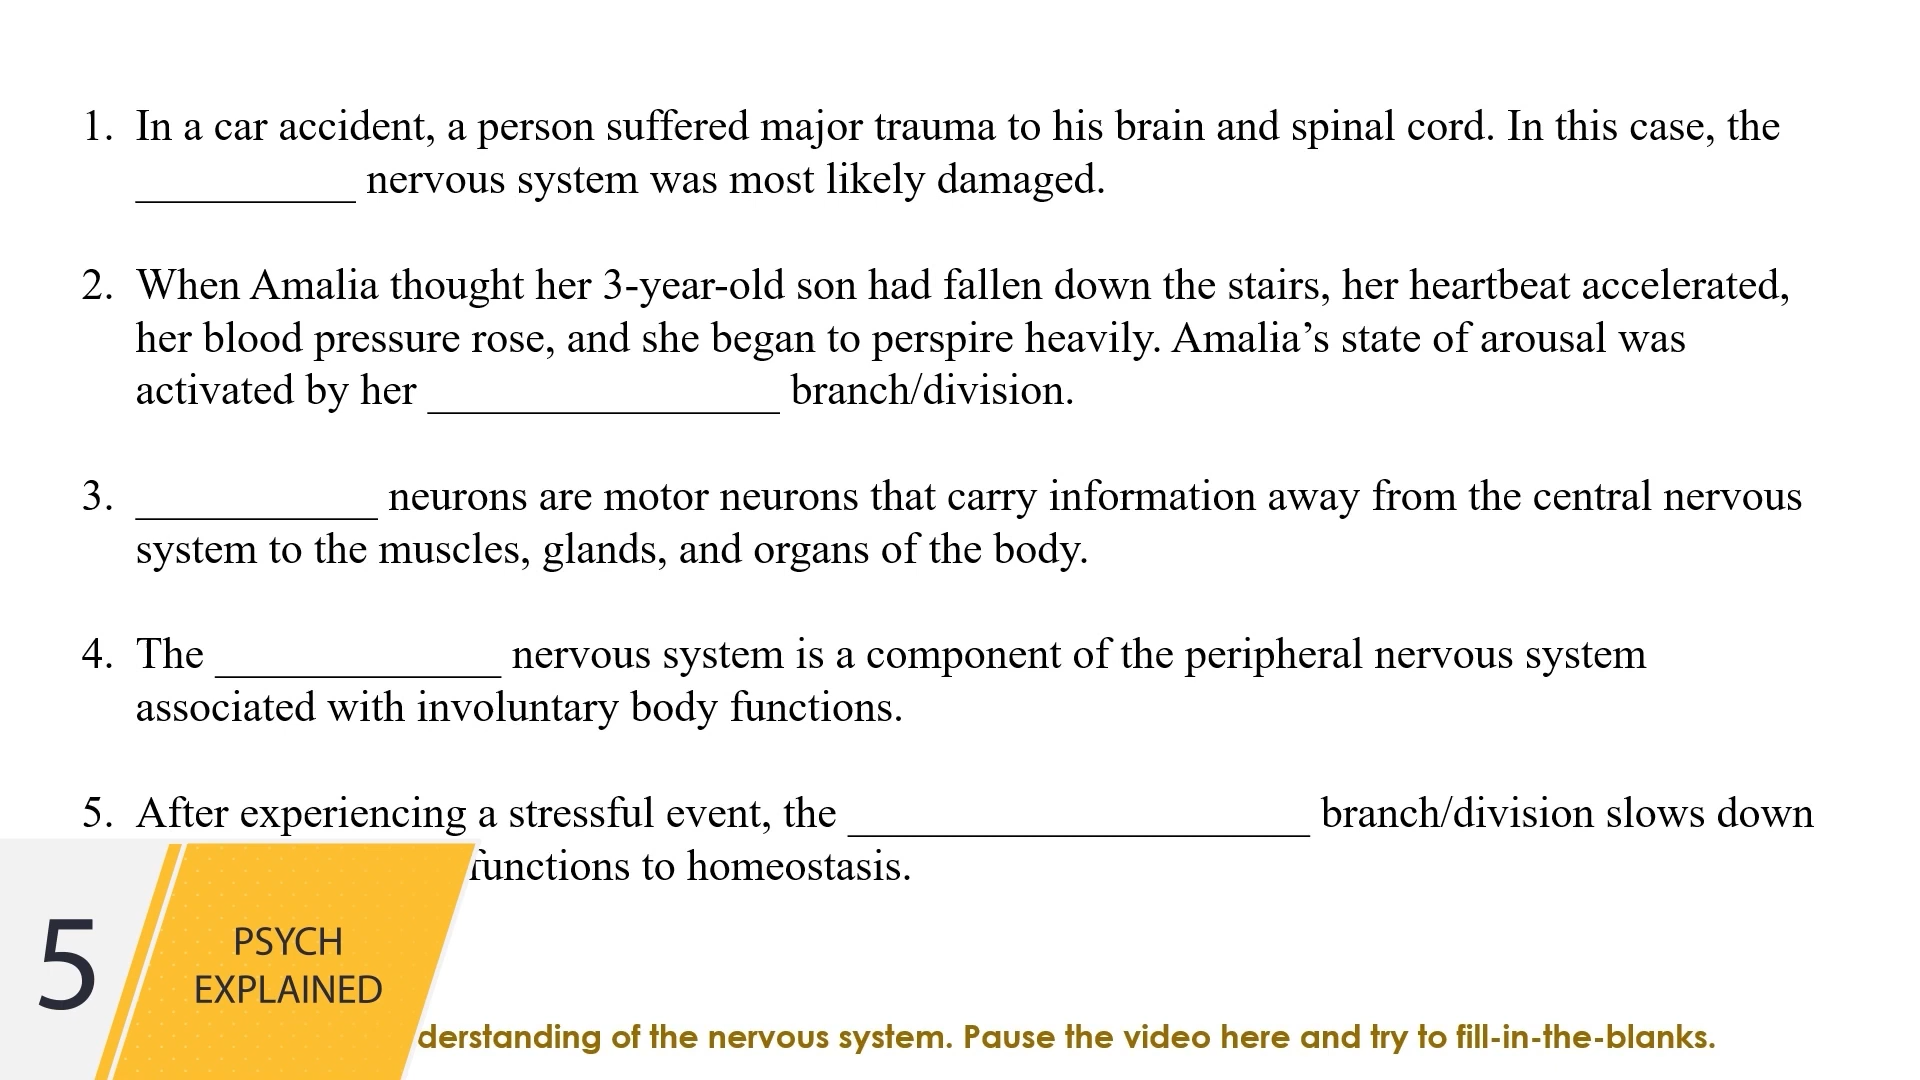 1. In a car accident, a person suffered major trauma to his brain and spinal cord. In this case, the
__________ nervous system was most likely damaged.
2. When Amalia thought her 3-year-old son had fallen down the stairs, her heartbeat accelerated,
her blood pressure rose, and she began to perspire heavily. Amalia’s state of arousal was
activated by her ________________ branch/division.
3. ___________ neurons are motor neurons that carry information away from the central nervous
system to the muscles, glands, and organs of the body.
4. The _____________ nervous system is a component of the peripheral nervous system
associated with involuntary body functions.
5. After experiencing a stressful event, the _____________________ branch/division slows down
functions to homeostasis.
5
PSYCH
EXPLAINED
derstanding of the nervous system. Pause the video here and try to fill-in-the-blanks.